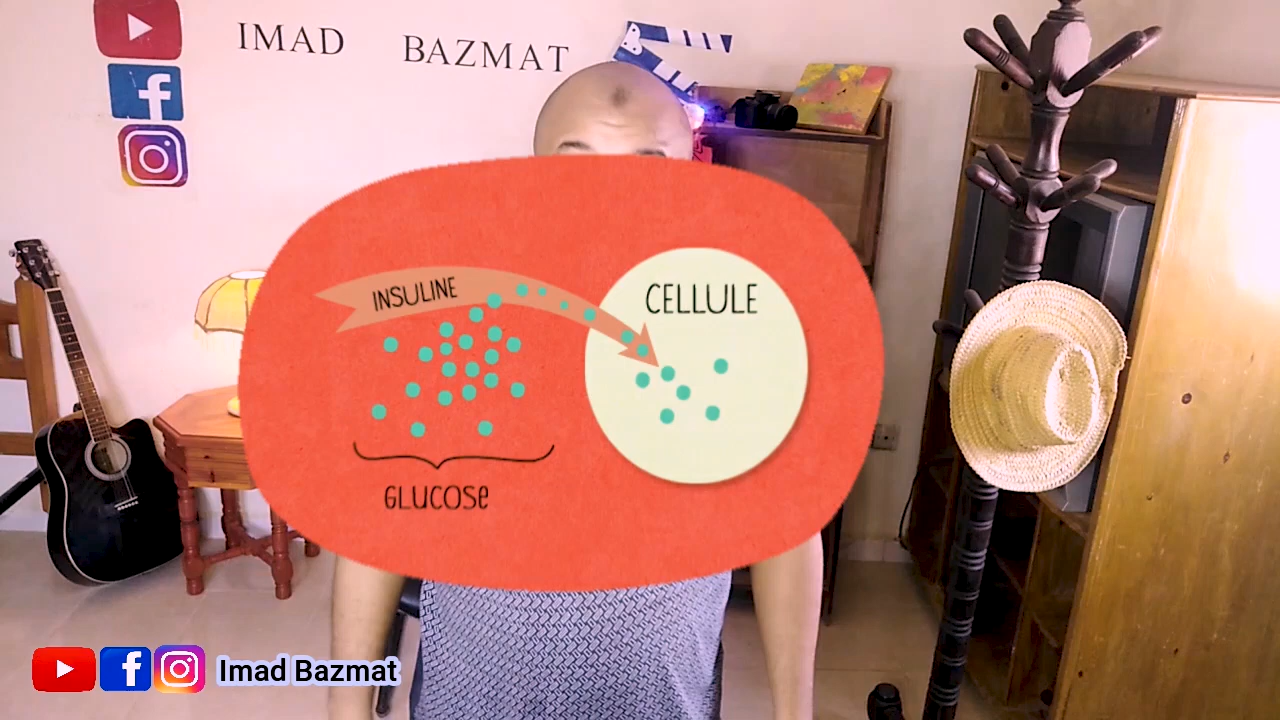 IMAD BAZMAT
INSULINE
CELLULE
GLUCOSE
Imad Bazmat